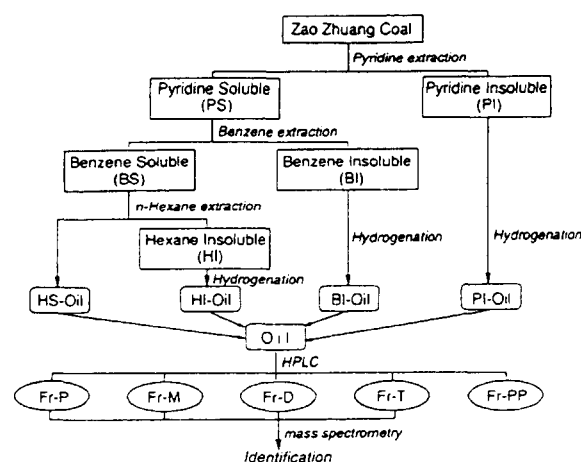 Zao Zhuang Coal
Pyridine extraction
Pyridine Soluble
(PS)
Pyridine Insoluble
(PI)
Benzene extraction
Benzene Soluble
(BS)
Benzene Insoluble
(BI)
n-Hexane extraction
Hexane Insoluble
(HI)
Hydrogenation
Hydrogenation
Hydrogenation
HS-Oil
HI-Oil
BI-Oil
PI-Oil
Oil
HPLC
Fr-P
Fr-M
Fr-D
Fr-T
Fr-PP
mass spectrometry
Identification